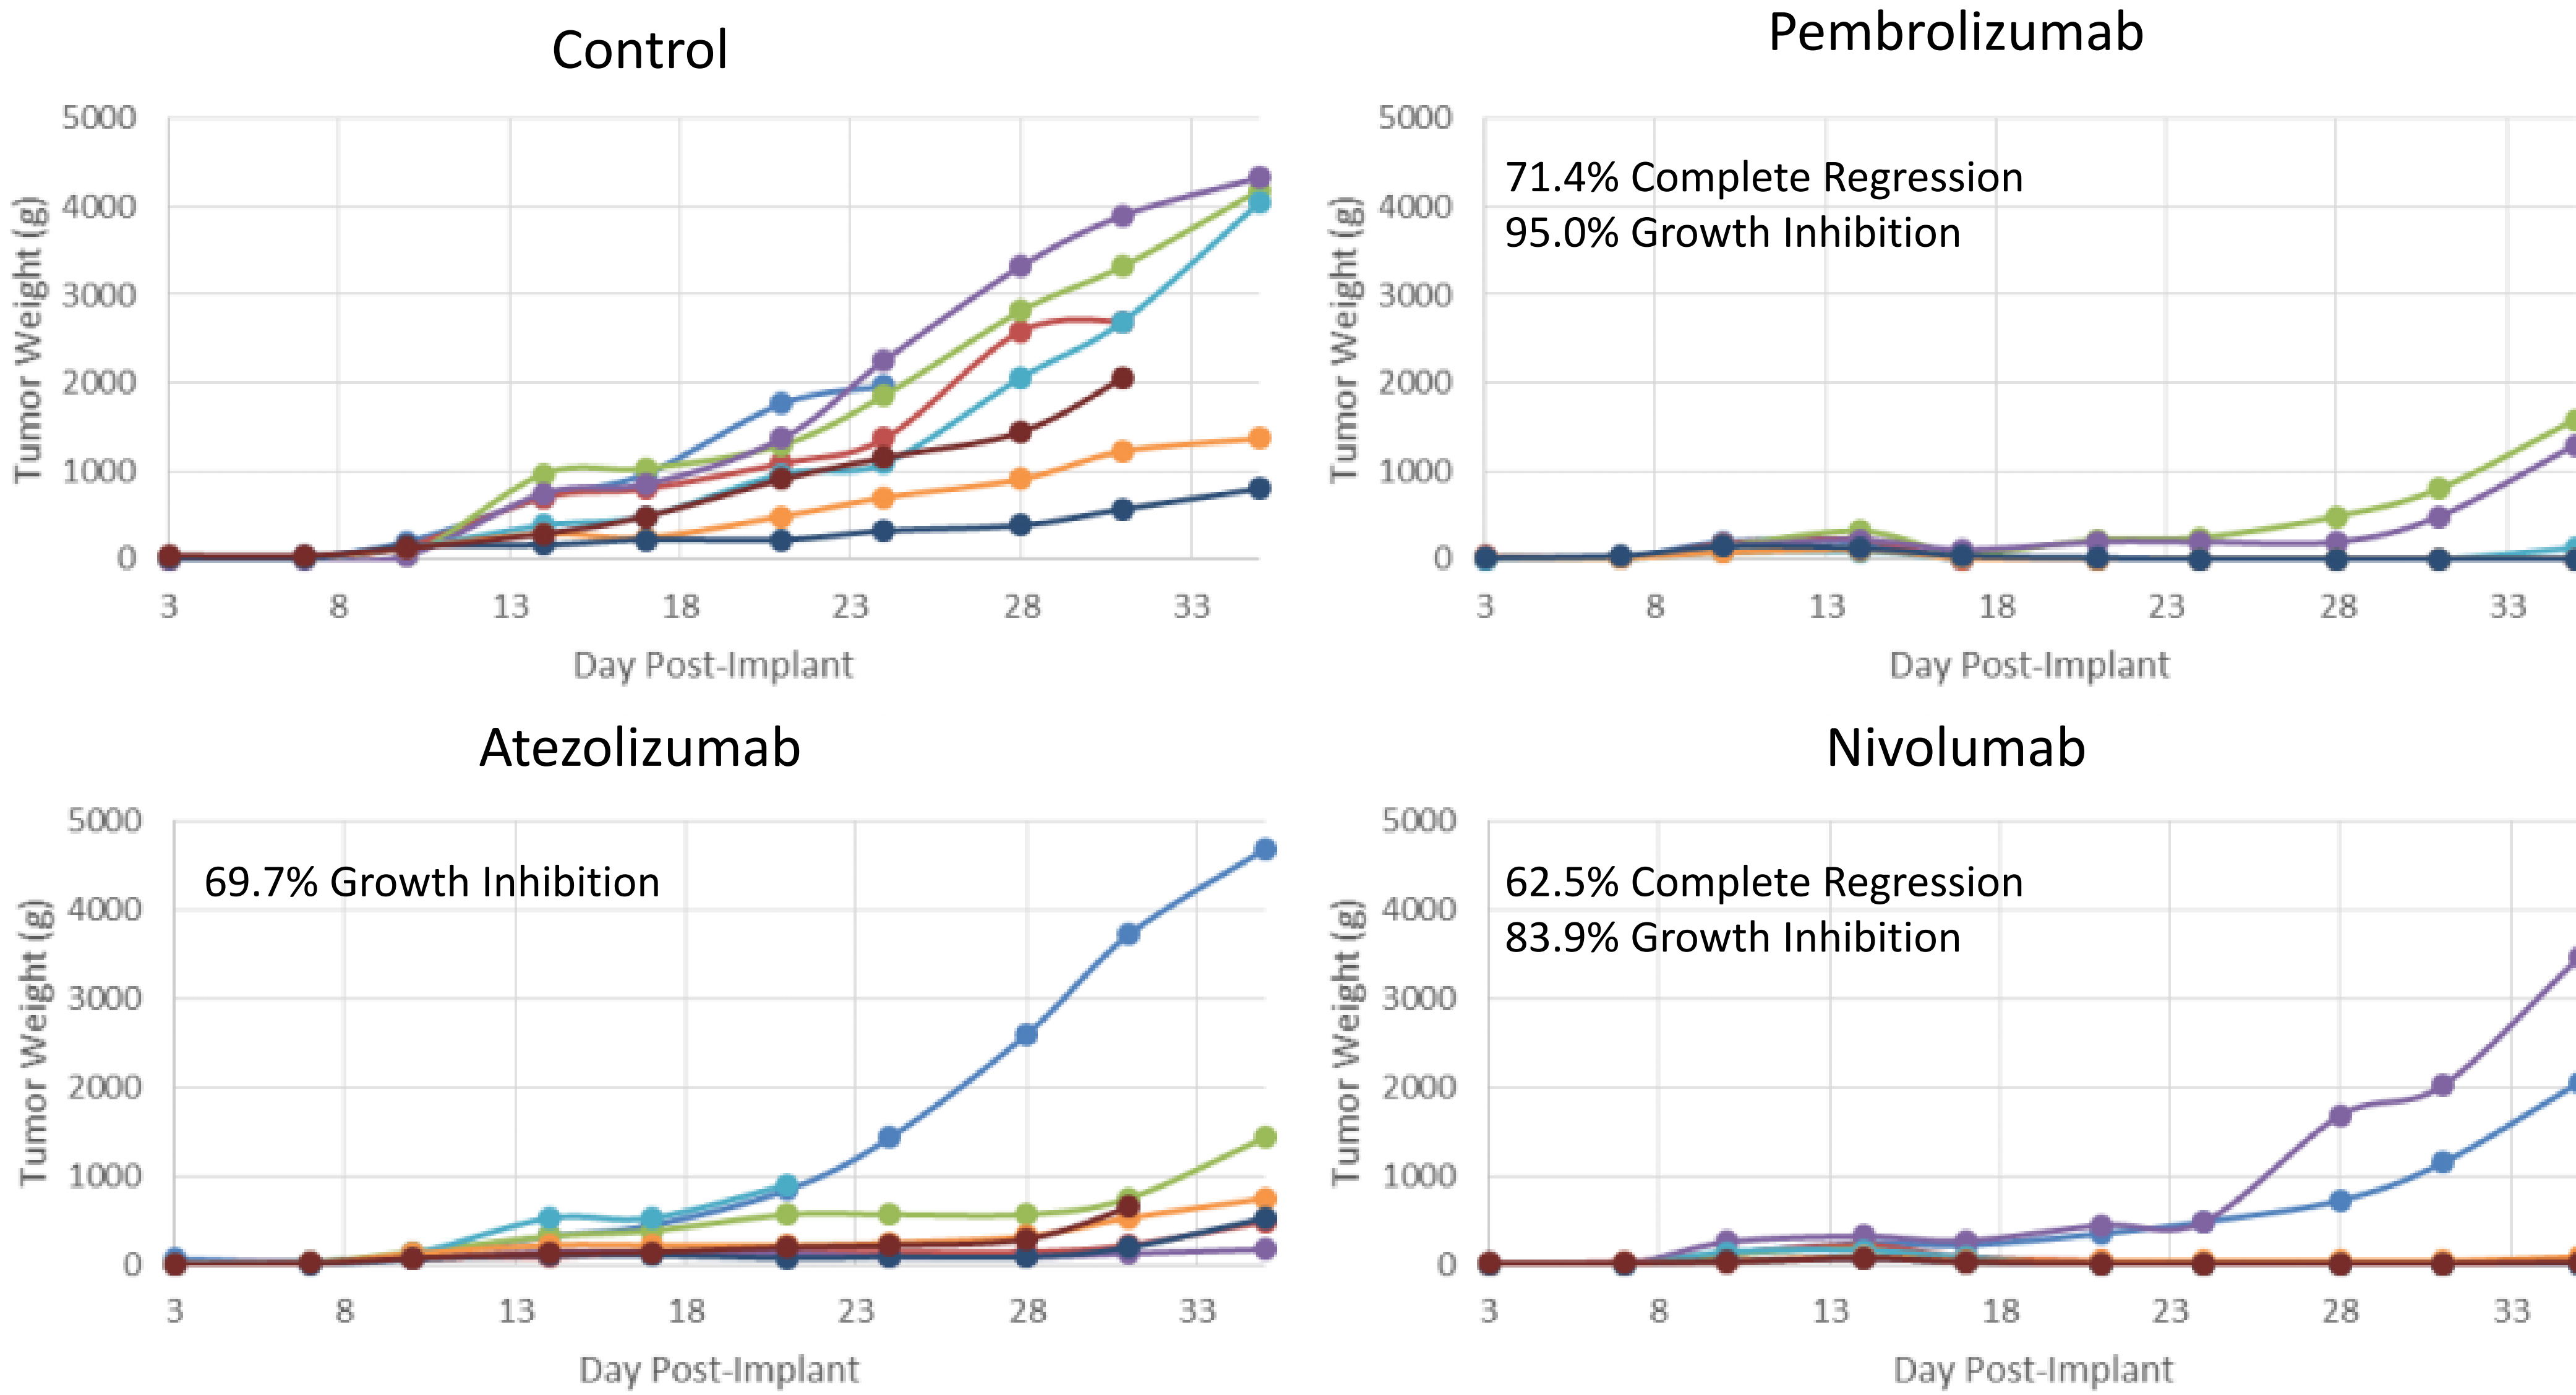 Control
5000
4000
3000
2000
1000
0
Tumor Weight (g)
3 8 13 18 23 28 33
Day Post-Implant
Pembrolizumab
71.4% Complete Regression
95.0% Growth Inhibition
5000
4000
3000
2000
1000
0
Tumor Weight (g)
3 8 13 18 23 28 33
Day Post-Implant
Atezolizumab
69.7% Growth Inhibition
5000
4000
3000
2000
1000
0
Tumor Weight (g)
3 8 13 18 23 28 33
Day Post-Implant
Nivolumab
62.5% Complete Regression
83.9% Growth Inhibition
5000
4000
3000
2000
1000
0
Tumor Weight (g)
3 8 13 18 23 28 33
Day Post-Implant